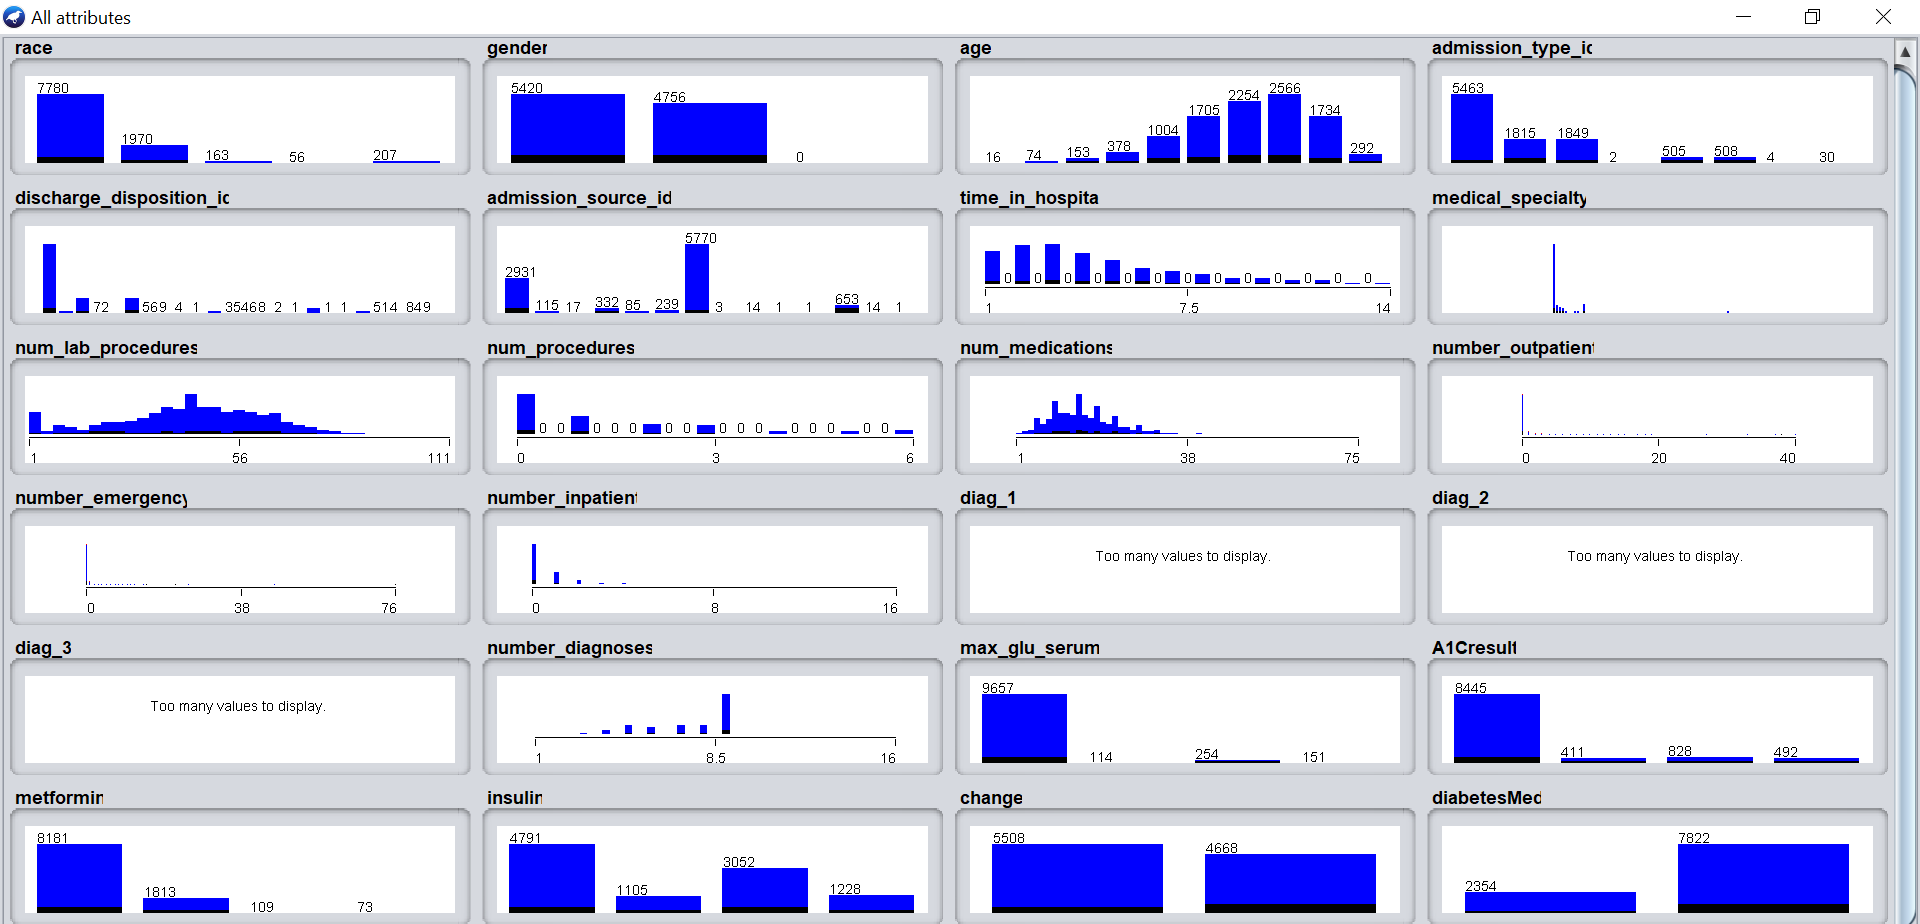 All attributes
race
gender
age
admission_type_ic
7780
1970
163
56
207
5420
4756
0
16
74
153
378
1004
1705
2254
2566
1734
292
5463
1815
1849
2
505
508
4
30
discharge_disposition_ic
admission_source_id
time_in_hospita
medical_specialty
72 569 4 1 35468 2 1 1 1 514 849
2931
115
17
332
85
239
5770
3
14
1
1
653
14
1
0 0 0 0 0 0 0 0 0 0 0 0 0
1 7.5 14
num_lab_procedures
num_procedures
num_medications
number_outpatient
1 56 111
0 0 0 0 0 0 0 0 0 0 0 0 0 0 0
0 3 6
1 38 75
0 20 40
number_emergency
number_inpatient
diag_1
diag_2
0 38 76
0 8 16
Too many values to display.
Too many values to display.
diag_3
number_diagnoses
max_glu_serum
A1Cresult
Too many values to display.
1 8.5 16
9657
114
254
151
8445
411
828
492
metformin
insulin
change
diabetesMed
8181
1813
109
73
4791
1105
3052
1228
5508
4668
2354
7822